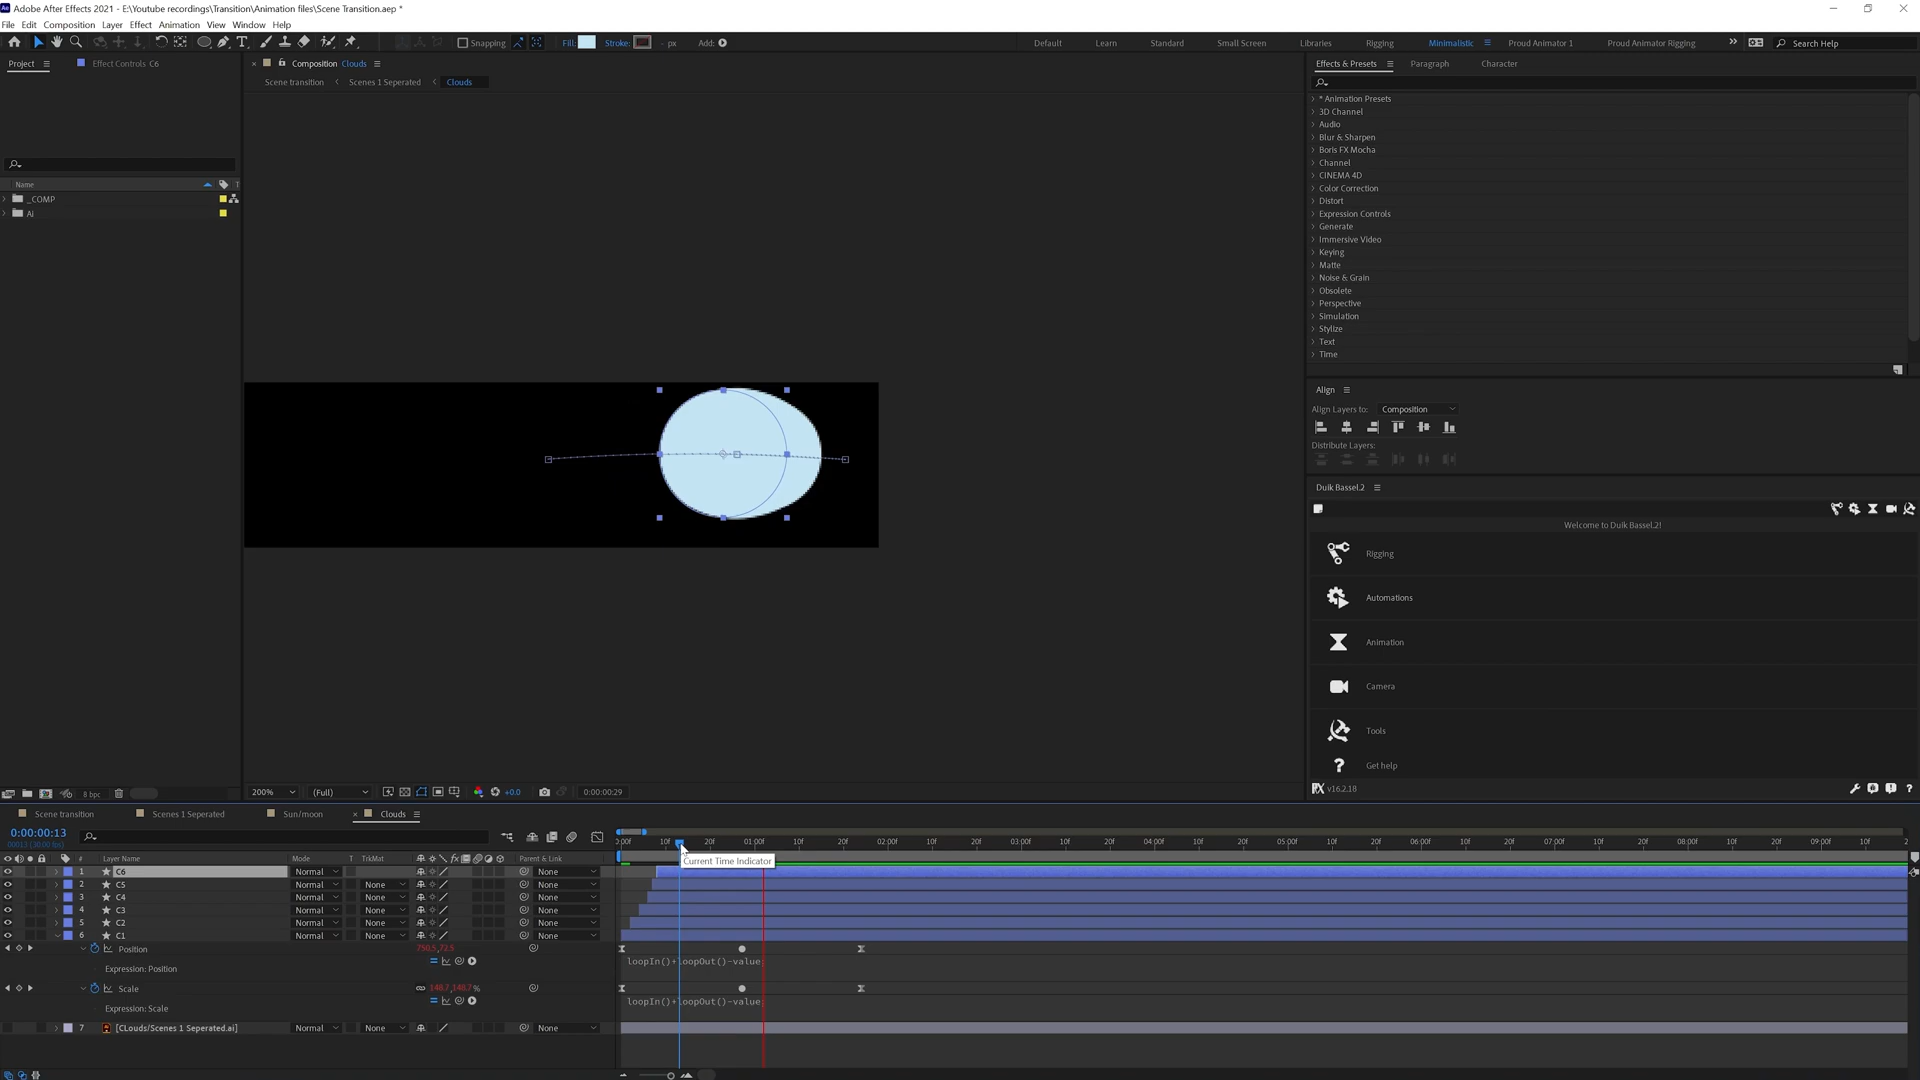 Adobe After Effects 2021 - E:\Youtube recordings\Transition\Animation files\Scene Transition.aep *
File Edit Composition Layer Effect Animation View Window Help
Snapping Fill: Stroke: - px Add: Default Learn Standard Small Screen Libraries Rigging Minimalistic Proud Animator 1 Proud Animator Rigging Search Help
Project Effect Controls C6
Composition Clouds
Scene transition Scenes 1 Seperated Clouds
Name T
_COMP
Ai
Effects & Presets Paragraph Character
* Animation Presets
3D Channel
Audio
Blur & Sharpen
Boris FX Mocha
Channel
CINEMA 4D
Color Correction
Distort
Expression Controls
Generate
Immersive Video
Keying
Matte
Noise & Grain
Obsolete
Perspective
Simulation
Stylize
Text
Time
Align
Align Layers to: Composition
Distribute Layers:
Duik Bassel.2
Welcome to Duik Bassel.2!
Rigging
Automations
Animation
Camera
Tools
Get help
v16.2.18
8 bpc
200% (Full) +0.0 0:00:00:29
Scene transition Scenes 1 Seperated Sun/moon Clouds
0:00:00:13
00013 (30.00 fps)
0:00f 10f 20f 01:00f 10f 20f 02:00f 10f 20f 03:00f 10f 20f 04:00f 10f 20f 05:00f 10f 20f 06:00f 10f 20f 07:00f 10f 20f 08:00f 10f 20f 09:00f 10f 2
Current Time Indicator
# Layer Name Mode T TrkMat fx Parent & Link
1 C6 Normal None
2 C5 Normal None None
3 C4 Normal None None
4 C3 Normal None None
5 C2 Normal None None
6 C1 Normal None None
Position 750.5,72.5
Expression: Position loopIn()+loopOut()-value;
Scale 148.7,148.7 %
Expression: Scale loopIn()+loopOut()-value;
7 [CLouds/Scenes 1 Seperated.ai] Normal None None